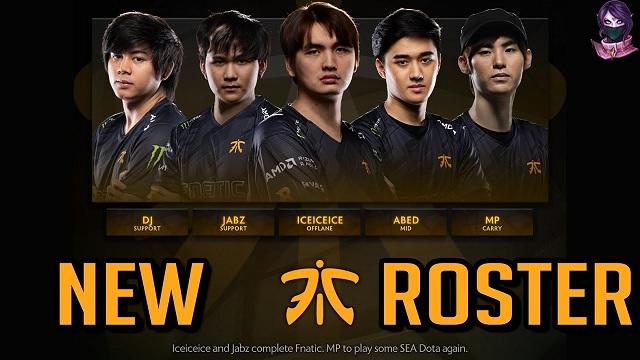 DJ
SUPPORT
JABZ
SUPPORT
ICEICEICE
OFFLANE
ABED
MID
MP
CARRY
NEW ROSTER
Iceiceice and Jabz complete Fnatic. MP to play some SEA Dota again.